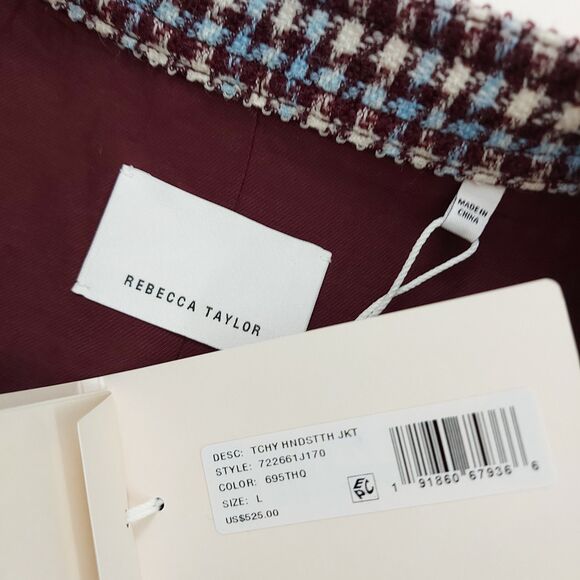 MADE IN
CHINA
REBECCA TAYLOR
DESC: TCHY HNDSTTH JKT
STYLE: 722661J170
COLOR: 695THQ
SIZE: L
US$525.00
EPC
1 91860 67936 6